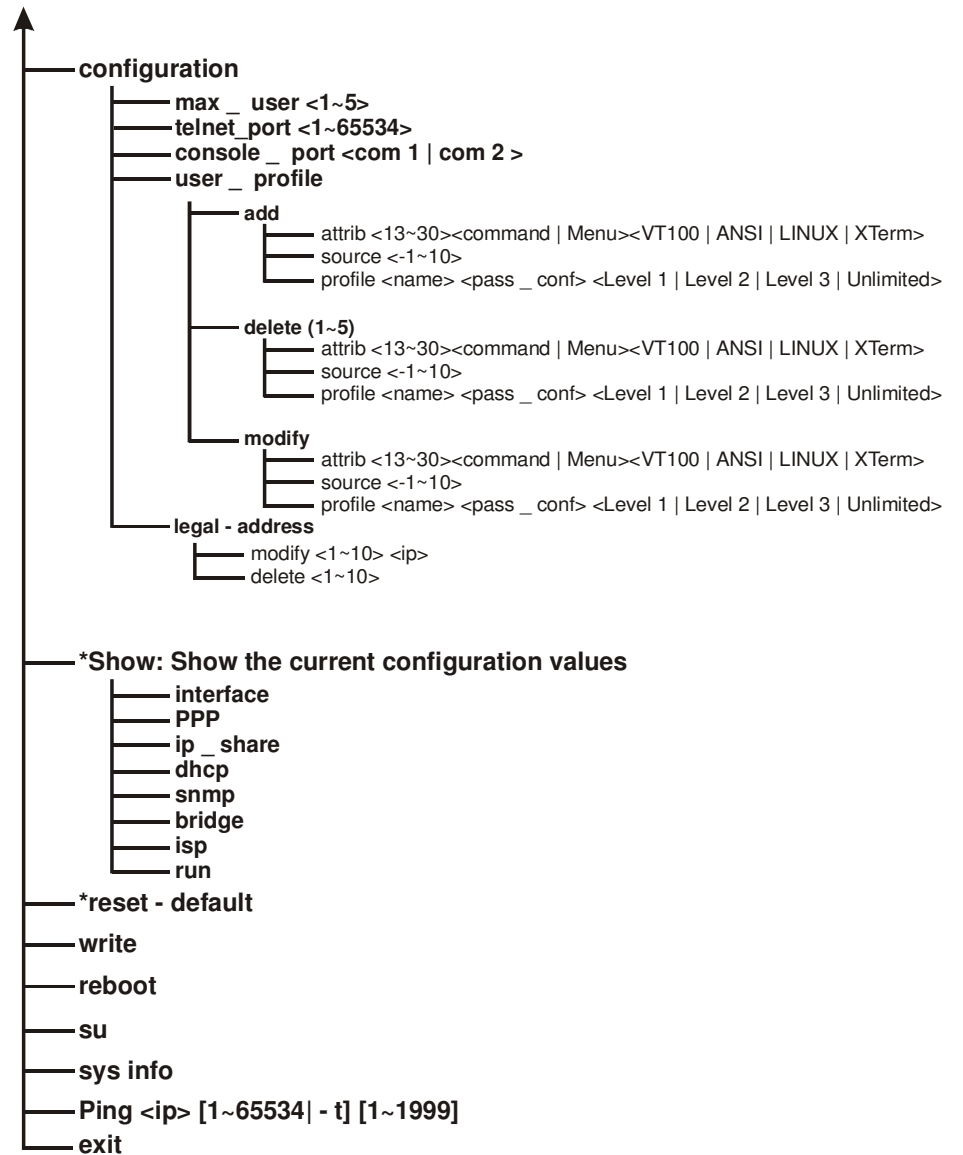 configuration
max _ user <1~5>
telnet_port <1~65534>
console _ port <com 1 | com 2 >
user _ profile
add
attrib <13~30><command | Menu><VT100 | ANSI | LINUX | XTerm>
source <-1~10>
profile <name> <pass _ conf> <Level 1 | Level 2 | Level 3 | Unlimited>
delete (1~5)
attrib <13~30><command | Menu><VT100 | ANSI | LINUX | XTerm>
source <-1~10>
profile <name> <pass _ conf> <Level 1 | Level 2 | Level 3 | Unlimited>
modify
attrib <13~30><command | Menu><VT100 | ANSI | LINUX | XTerm>
source <-1~10>
profile <name> <pass _ conf> <Level 1 | Level 2 | Level 3 | Unlimited>
legal - address
modify <1~10> <ip>
delete <1~10>
*Show: Show the current configuration values
interface
PPP
ip _ share
dhcp
snmp
bridge
isp
run
*reset - default
write
reboot
su
sys info
Ping <ip> [1~65534| - t] [1~1999]
exit